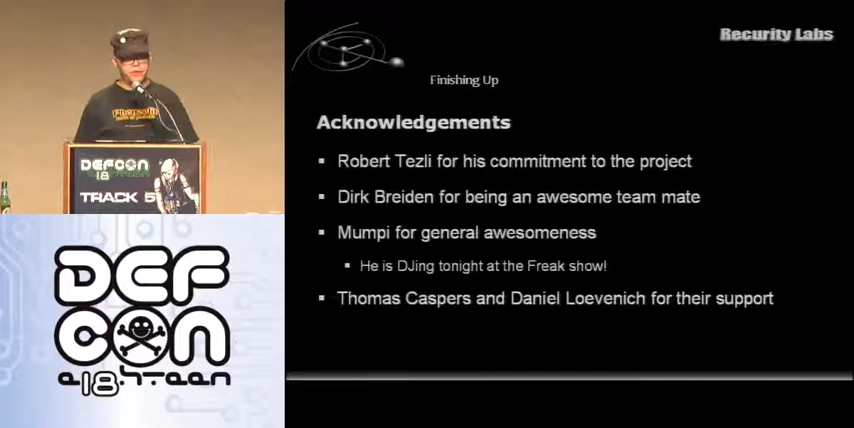 Recurity Labs
Finishing Up
Acknowledgements
Robert Tezli for his commitment to the project
Dirk Breiden for being an awesome team mate
Mumpi for general awesomeness
He is DJing tonight at the Freak show!
Thomas Caspers and Daniel Loevenich for their support
DEFCON
18
TRACK 5
DEF
CON
e18hteen